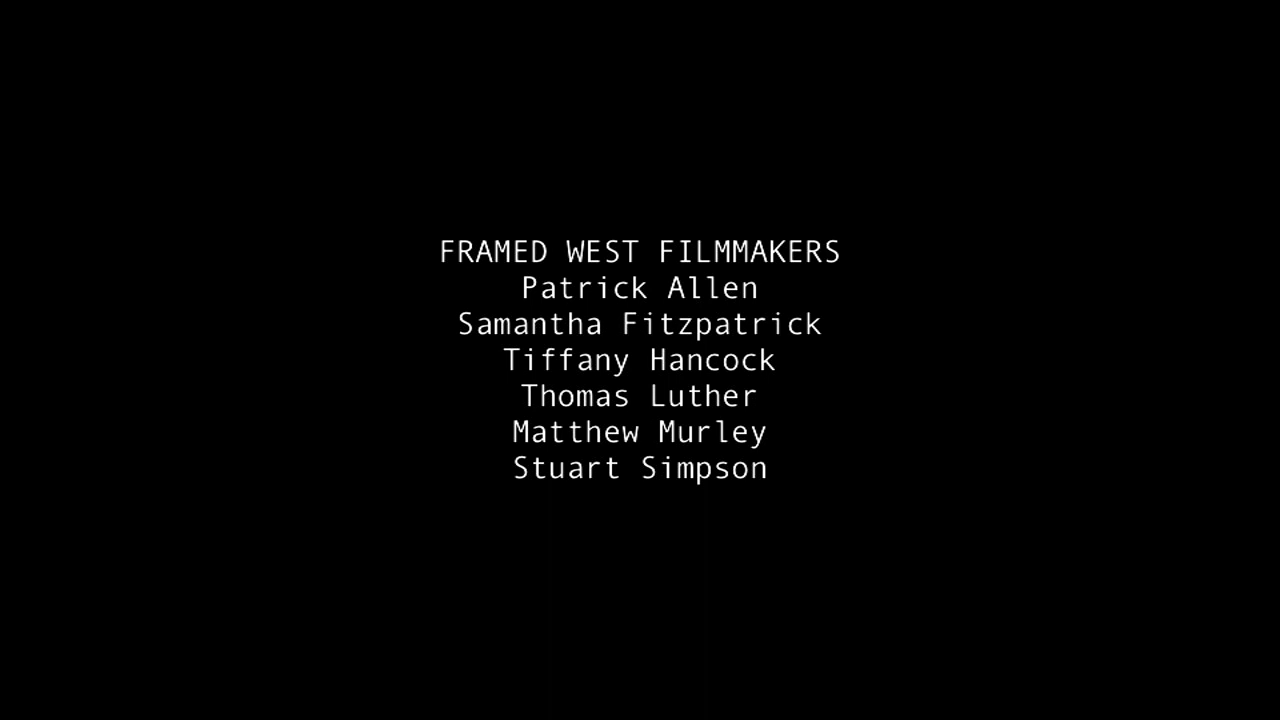 FRAMED WEST FILMMAKERS
Patrick Allen
Samantha Fitzpatrick
Tiffany Hancock
Thomas Luther
Matthew Murley
Stuart Simpson